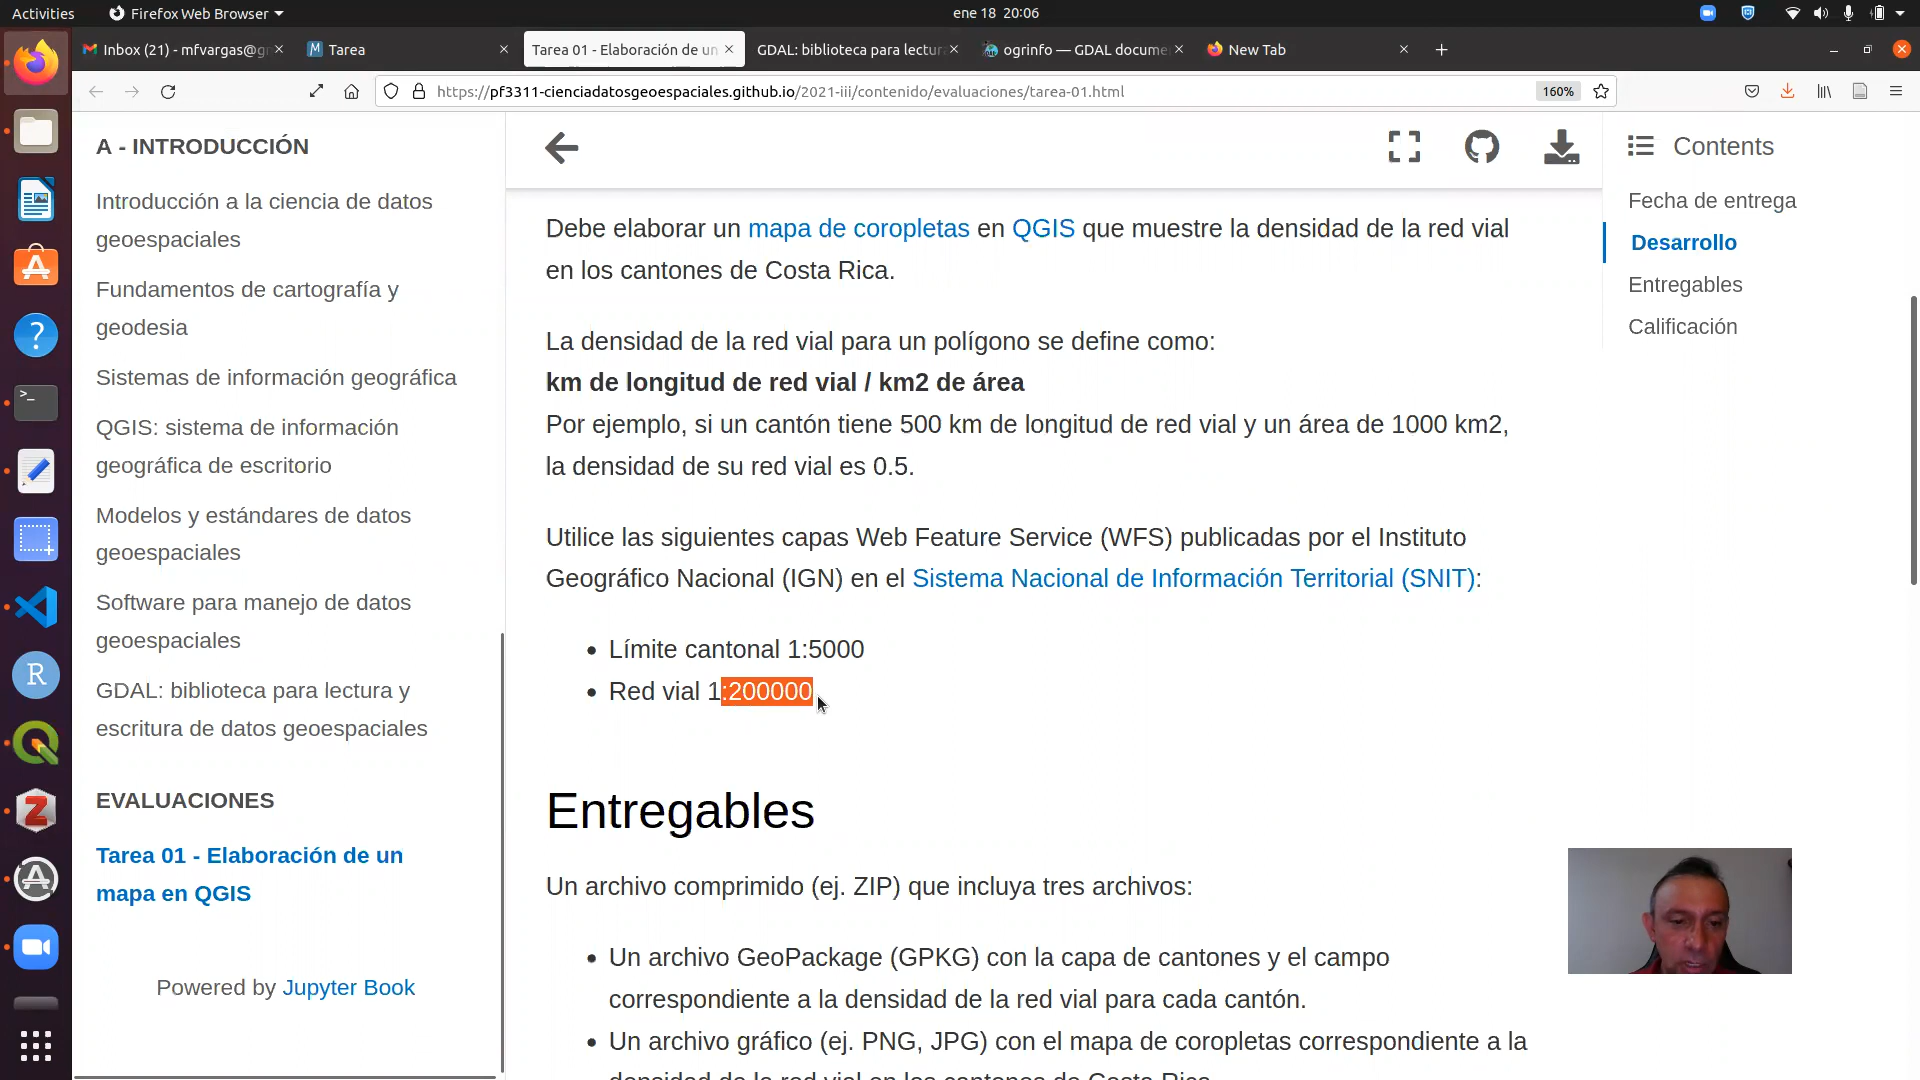 Activities
Firefox Web Browser
ene 18 20:06
Inbox (21) - mfvargas@g
Tarea
Tarea 01 - Elaboración de un
GDAL: biblioteca para lectur
ogrinfo — GDAL docume
New Tab
https://pf3311-cienciadatosgeoespaciales.github.io/2021-iii/contenido/evaluaciones/tarea-01.html
160%
A - INTRODUCCIÓN
Introducción a la ciencia de datos
geoespaciales
Fundamentos de cartografía y
geodesia
Sistemas de información geográfica
QGIS: sistema de información
geográfica de escritorio
Modelos y estándares de datos
geoespaciales
Software para manejo de datos
geoespaciales
GDAL: biblioteca para lectura y
escritura de datos geoespaciales
EVALUACIONES
Tarea 01 - Elaboración de un
mapa en QGIS
Powered by Jupyter Book
Debe elaborar un mapa de coropletas en QGIS que muestre la densidad de la red vial
en los cantones de Costa Rica.
La densidad de la red vial para un polígono se define como:
km de longitud de red vial / km2 de área
Por ejemplo, si un cantón tiene 500 km de longitud de red vial y un área de 1000 km2,
la densidad de su red vial es 0.5.
Utilice las siguientes capas Web Feature Service (WFS) publicadas por el Instituto
Geográfico Nacional (IGN) en el Sistema Nacional de Información Territorial (SNIT):
• Límite cantonal 1:5000
• Red vial 1:200000
Entregables
Un archivo comprimido (ej. ZIP) que incluya tres archivos:
• Un archivo GeoPackage (GPKG) con la capa de cantones y el campo
correspondiente a la densidad de la red vial para cada cantón.
• Un archivo gráfico (ej. PNG, JPG) con el mapa de coropletas correspondiente a la
densidad de la red vial en los cantones de Costa Rica.
Contents
Fecha de entrega
Desarrollo
Entregables
Calificación